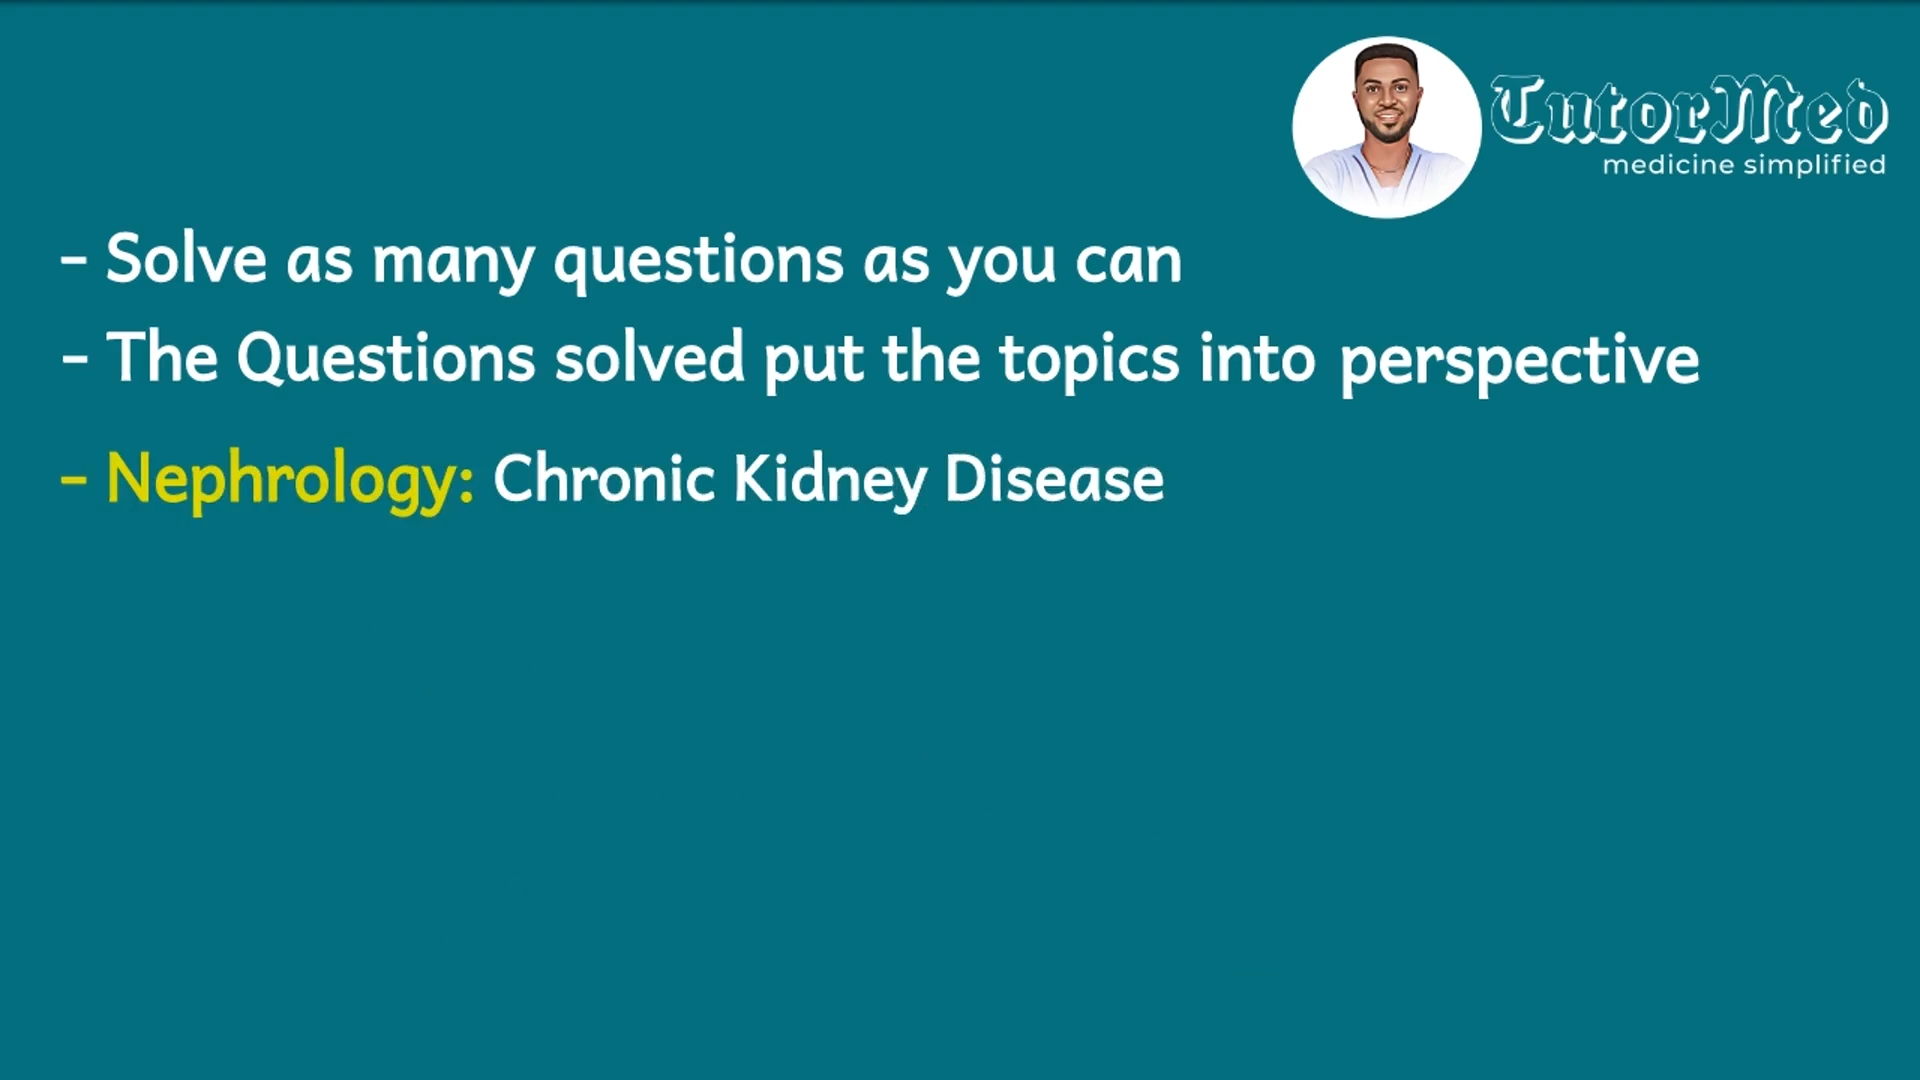 TutorMed
medicine simplified
- Solve as many questions as you can
- The Questions solved put the topics into perspective
- Nephrology: Chronic Kidney Disease